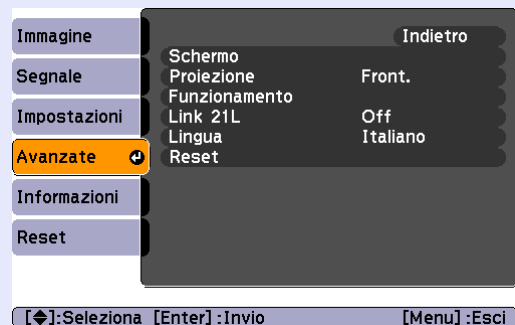 Immagine
Segnale
Impostazioni
Avanzate
Informazioni
Reset
Indietro
Schermo
Proiezione Front.
Funzionamento
Link 21L Off
Lingua Italiano
Reset
[◆]:Seleziona [Enter]:Invio [Menu]:Esci